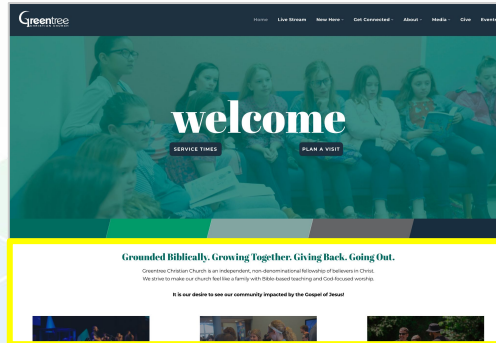 Greentree
CHRISTIAN CHURCH
Home Live Stream New Here Get Connected About Media Give Events
welcome
SERVICE TIMES PLAN A VISIT
Grounded Biblically. Growing Together. Giving Back. Going Out.
Greentree Christian Church is an independent, non-denominational fellowship of believers in Christ.
We strive to make our church feel like a family with Bible-based teaching and God-focused worship.
It is our desire to see our community impacted by the Gospel of Jesus!